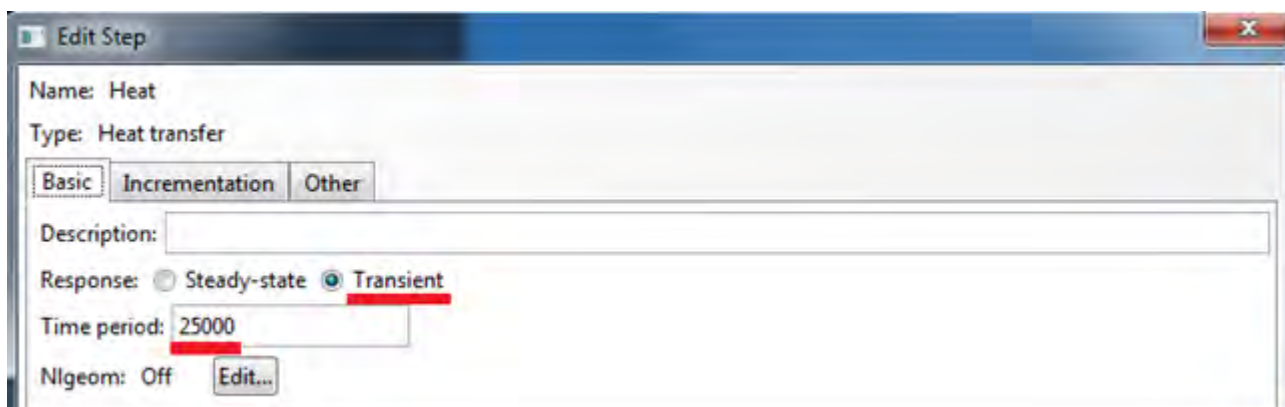 Edit Step
Name: Heat
Type: Heat transfer
Basic Incrementation Other
Description:
Response: Steady-state Transient
Time period: 25000
Nlgeom: Off Edit...